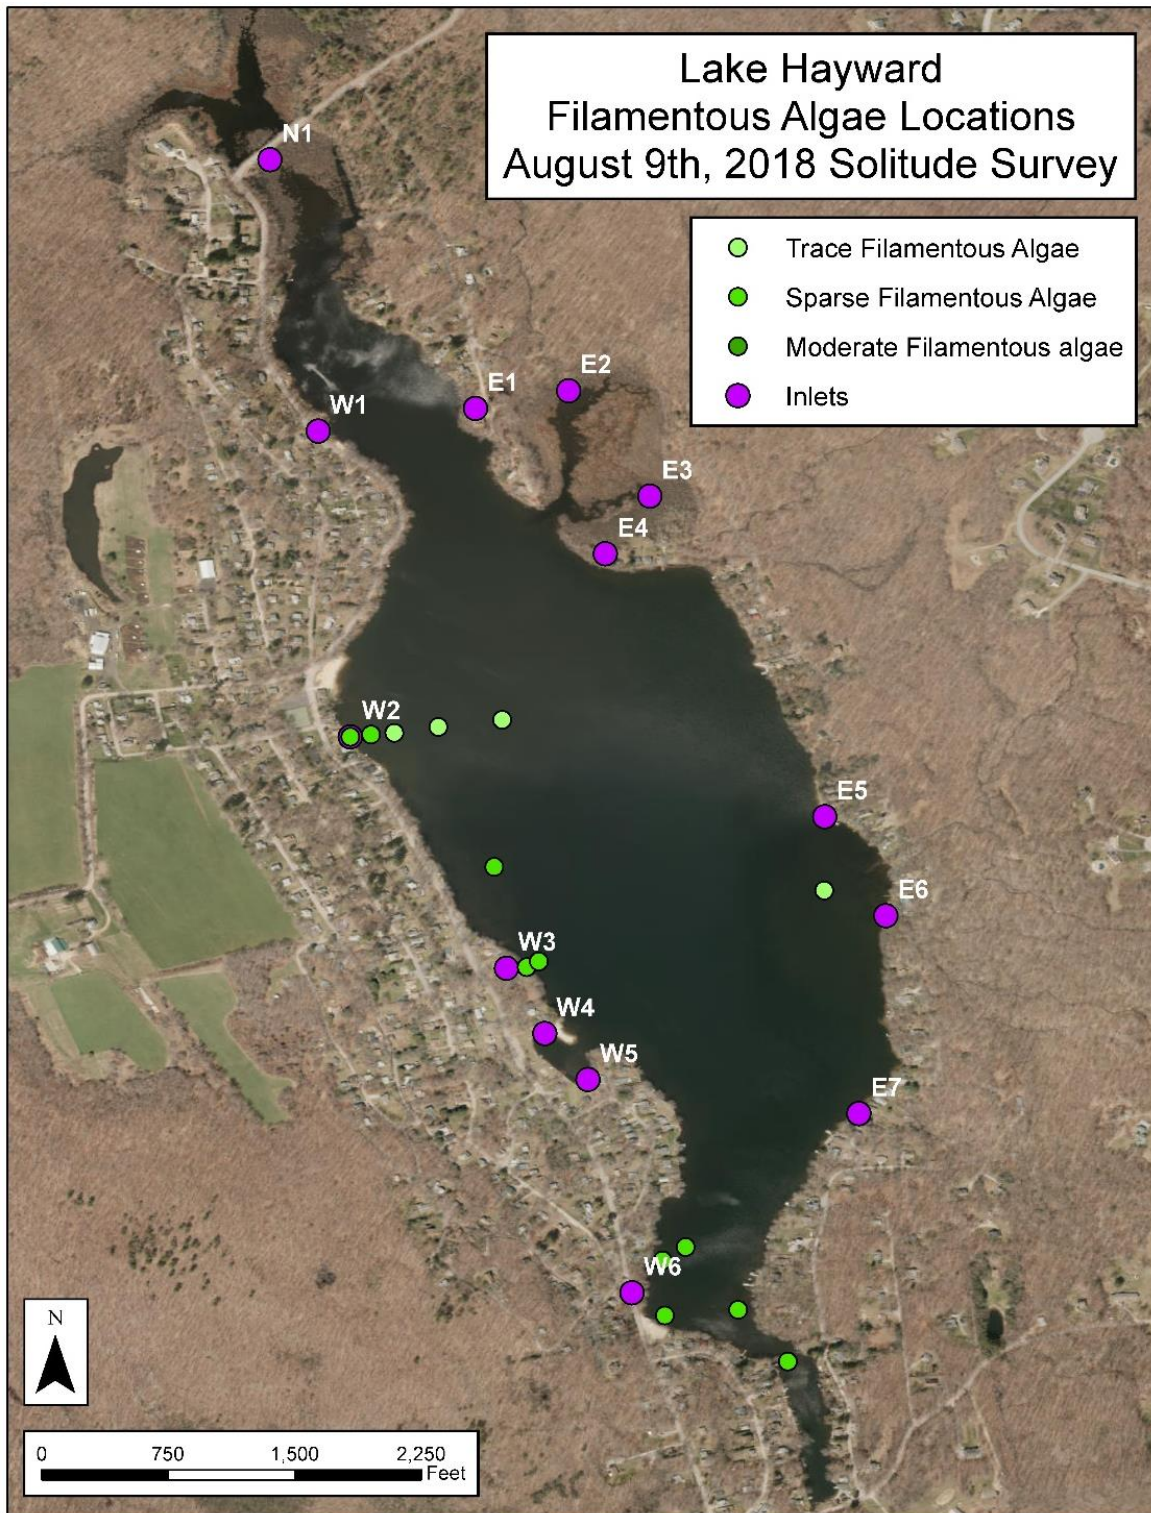 Lake Hayward
Filamentous Algae Locations
August 9th, 2018 Solitude Survey
Trace Filamentous Algae
Sparse Filamentous Algae
Moderate Filamentous algae
Inlets
N1
E1
E2
W1
E3
E4
W2
E5
E6
W3
W4
W5
E7
W6
N
0 750 1,500 2,250
Feet